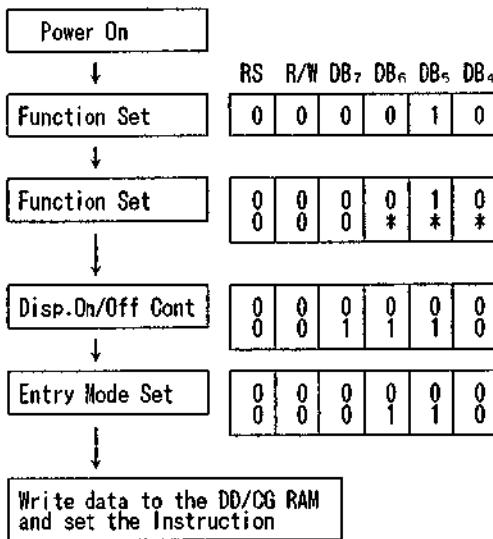 Power On
RS R/W DB7 DB6 DB5 DB4
Function Set 0 0 0 0 1 0
Function Set 0 0 0 0 1 0
0 0 0 * * *
Disp.On/Off Cont 0 0 0 0 0 0
0 0 1 1 1 0
Entry Mode Set 0 0 0 0 0 0
0 0 0 1 1 0
Write data to the DD/CG RAM
and set the Instruction